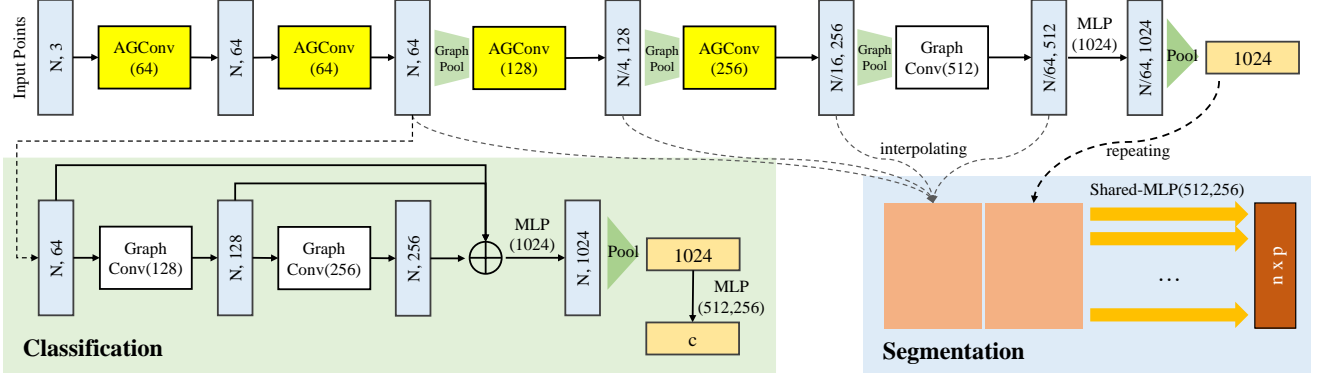 Input Points
N, 3
AGConv
(64)
N, 64
AGConv
(64)
N, 64
Graph
Pool
AGConv
(128)
N/4, 128
Graph
Pool
AGConv
(256)
N/16, 256
Graph
Pool
Graph
Conv(512)
N/64, 512
MLP
(1024)
N/64, 1024
Pool
1024
interpolating
repeating
N, 64
Graph
Conv(128)
N, 128
Graph
Conv(256)
N, 256
MLP
(1024)
N, 1024
Pool
1024
MLP
(512,256)
c
Classification
Shared-MLP(512,256)
...
n x p
Segmentation